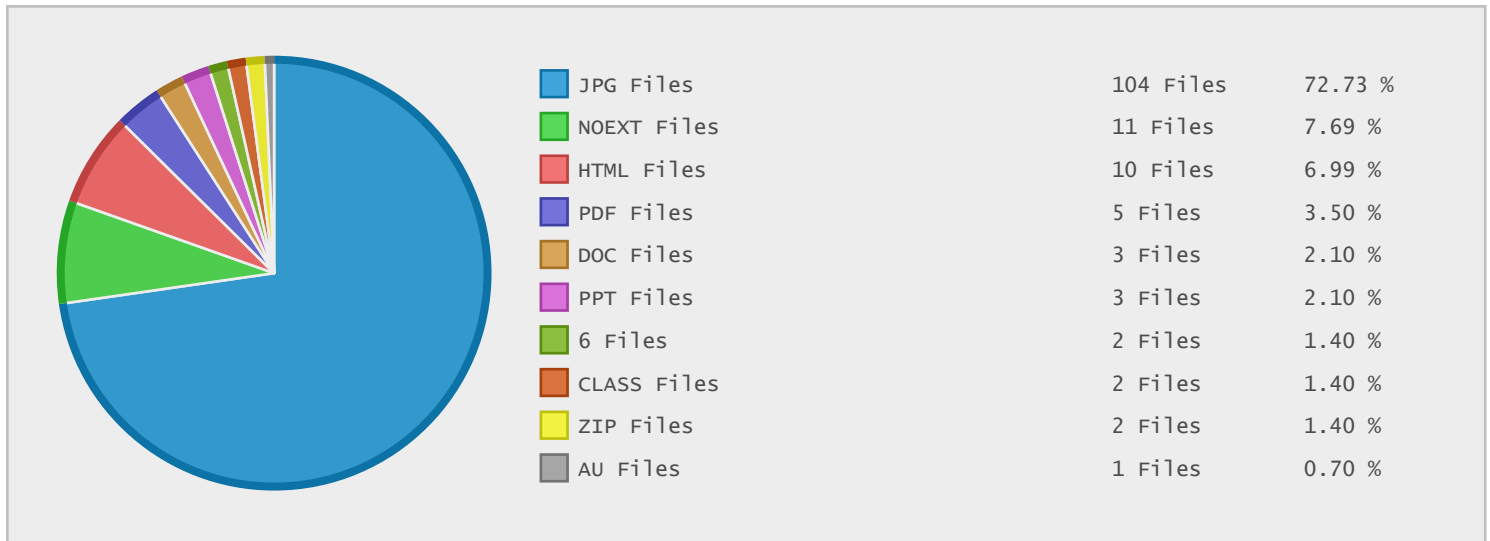 JPG Files 104 Files 72.73 %
NOEXT Files 11 Files 7.69 %
HTML Files 10 Files 6.99 %
PDF Files 5 Files 3.50 %
DOC Files 3 Files 2.10 %
PPT Files 3 Files 2.10 %
6 Files 2 Files 1.40 %
CLASS Files 2 Files 1.40 %
ZIP Files 2 Files 1.40 %
AU Files 1 Files 0.70 %